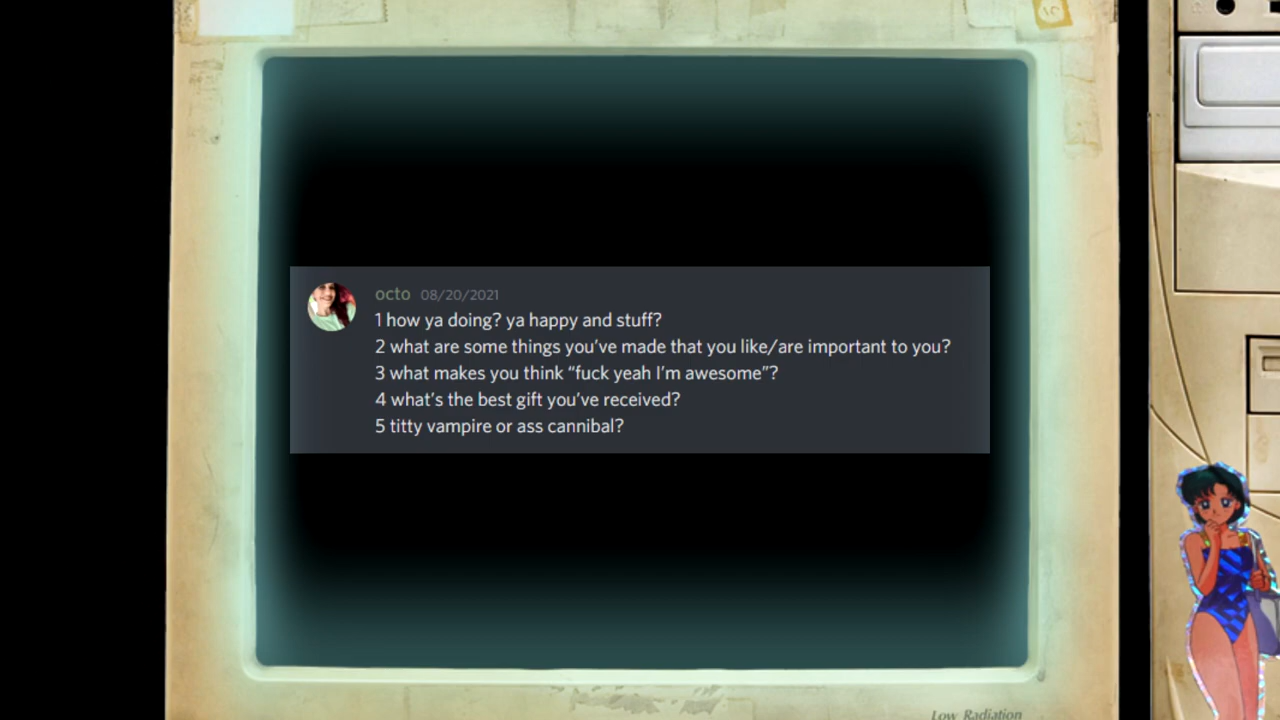 octo 08/20/2021
1 how ya doing? ya happy and stuff?
2 what are some things you’ve made that you like/are important to you?
3 what makes you think “fuck yeah I’m awesome”?
4 what’s the best gift you’ve received?
5 titty vampire or ass cannibal?
Low Radiation